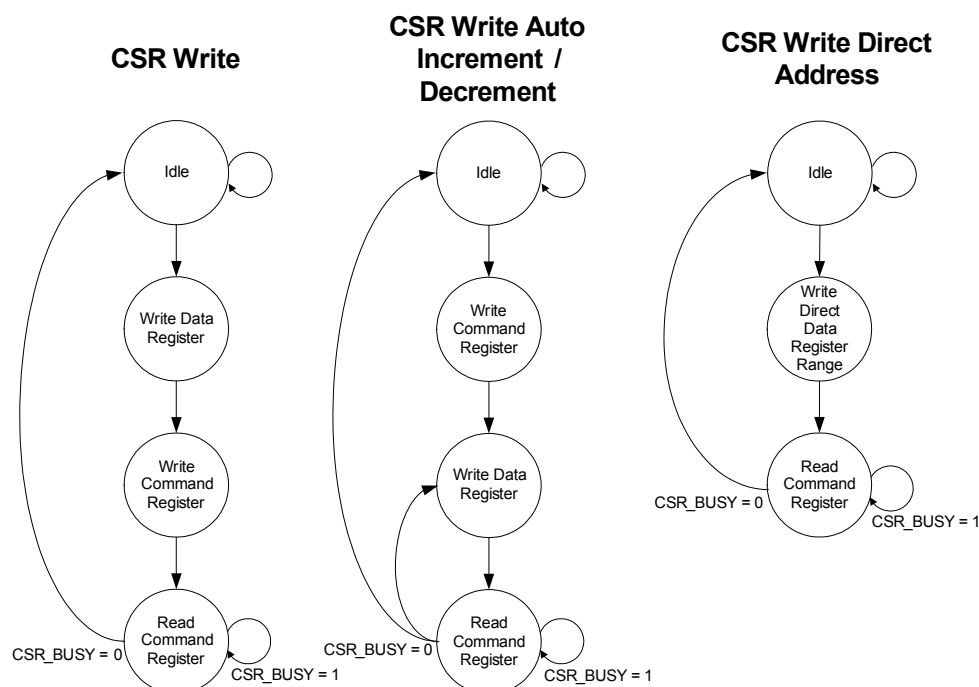 CSR Write
Idle
Write Data
Register
Write
Command
Register
Read
Command
Register
CSR_BUSY = 0
CSR_BUSY = 1
CSR Write Auto
Increment /
Decrement
Idle
Write
Command
Register
Write Data
Register
Read
Command
Register
CSR_BUSY = 0
CSR_BUSY = 1
CSR Write Direct
Address
Idle
Write
Direct
Data
Register
Range
Read
Command
Register
CSR_BUSY = 0
CSR_BUSY = 1